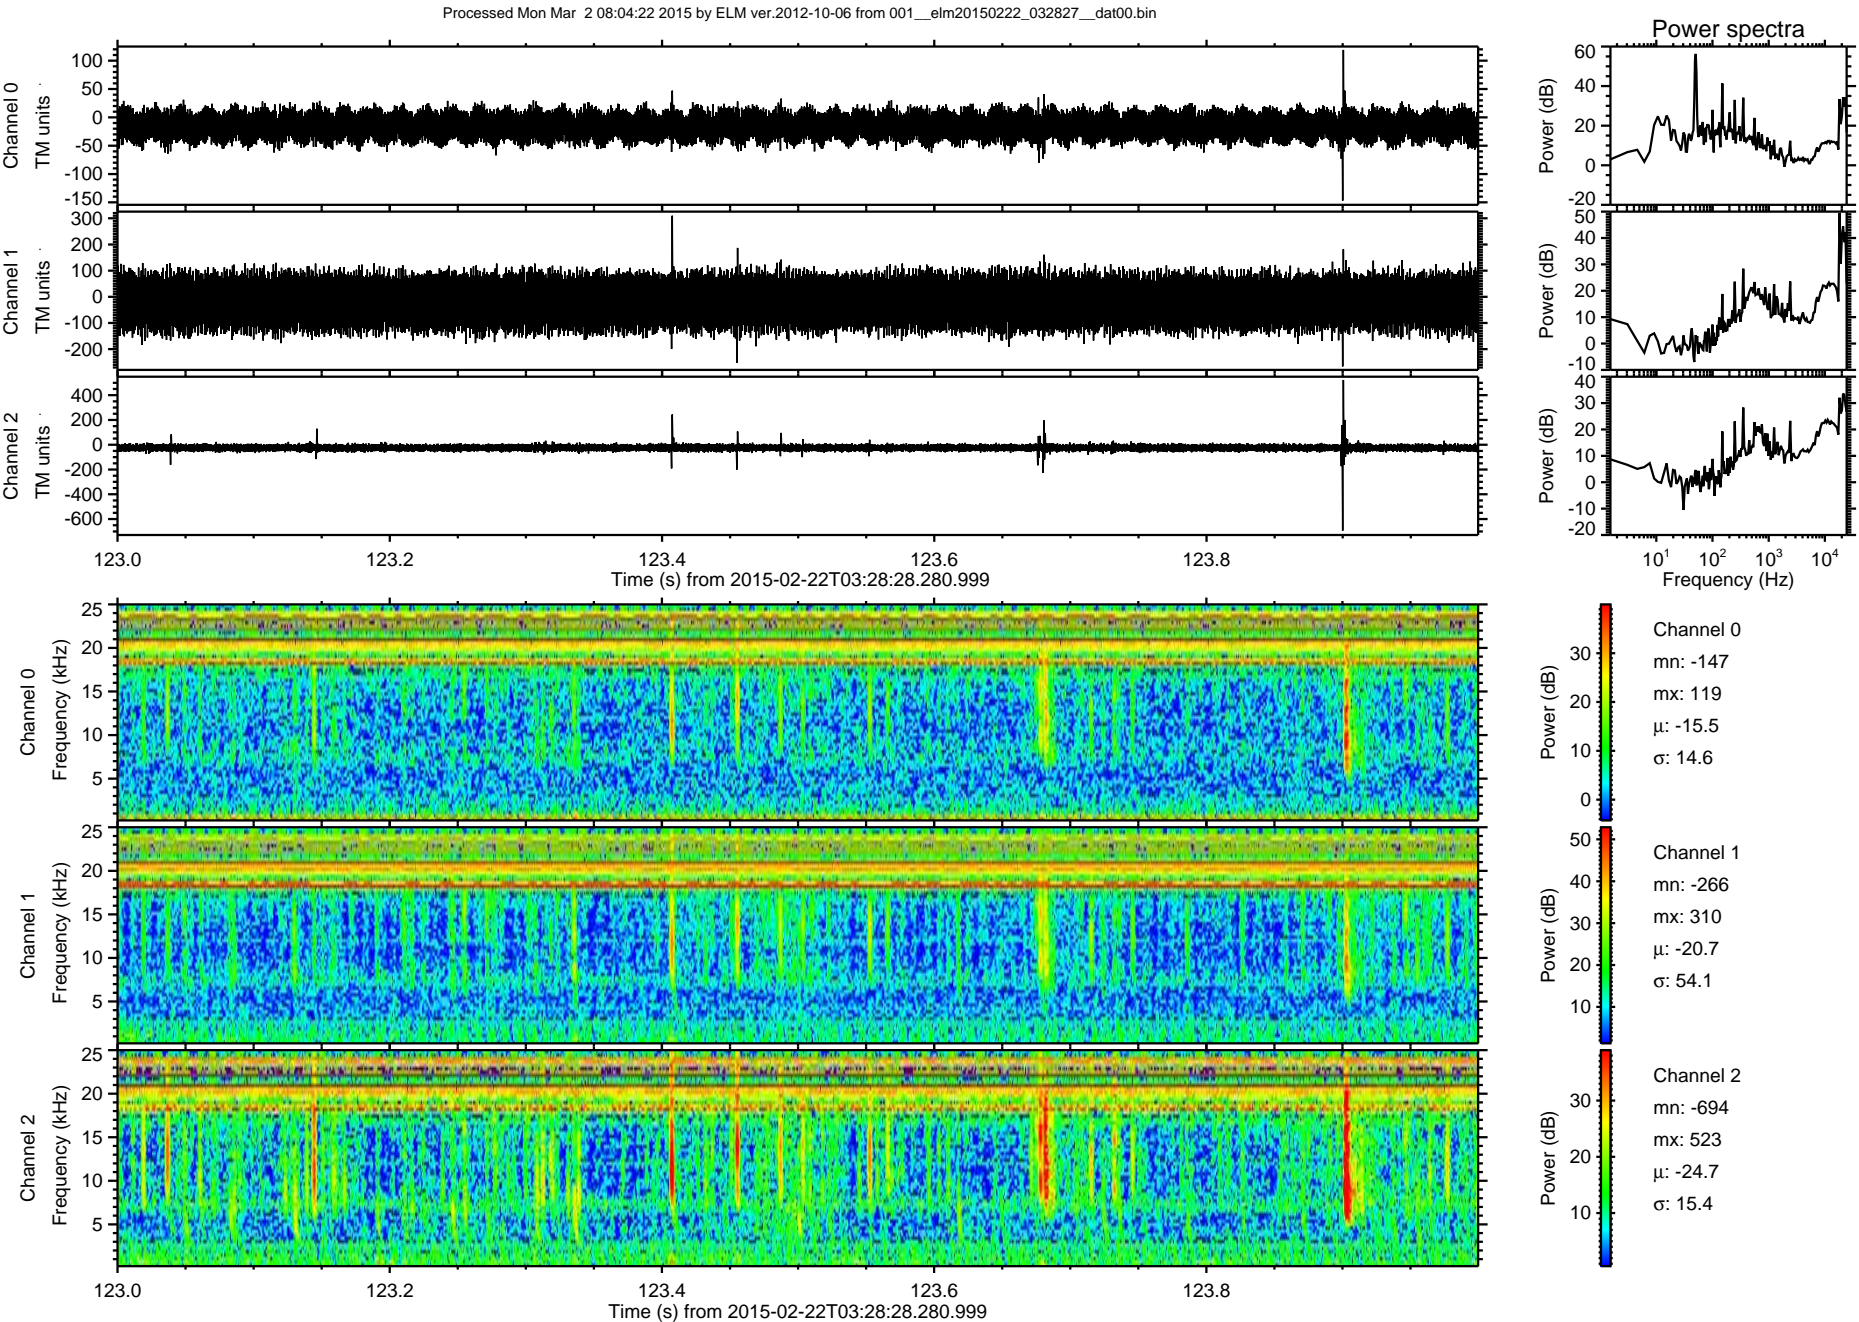 Processed Mon Mar  2 08:04:22 2015 by ELM ver.2012-10-06 from 001__elm20150222_032827__dat00.bin
Power spectra
Channel 0
TM units
100
50
0
-50
-100
-150
Power (dB)
60
40
20
0
-20
Channel 1
TM units
300
200
100
0
-100
-200
Power (dB)
50
40
30
20
10
0
-10
Channel 2
TM units
400
200
0
-200
-400
-600
Power (dB)
40
30
20
10
0
-10
-20
123.0 123.2 123.4 123.6 123.8
Time (s) from 2015-02-22T03:28:28.280.999
10¹ 10² 10³ 10⁴
Frequency (Hz)
Channel 0
Frequency (kHz)
25
20
15
10
5
Power (dB)
30
20
10
0
Channel 0
mn: -147
mx: 119
μ: -15.5
σ: 14.6
Channel 1
Frequency (kHz)
25
20
15
10
5
Power (dB)
50
40
30
20
10
Channel 1
mn: -266
mx: 310
μ: -20.7
σ: 54.1
Channel 2
Frequency (kHz)
25
20
15
10
5
Power (dB)
30
20
10
Channel 2
mn: -694
mx: 523
μ: -24.7
σ: 15.4
123.0 123.2 123.4 123.6 123.8
Time (s) from 2015-02-22T03:28:28.280.999